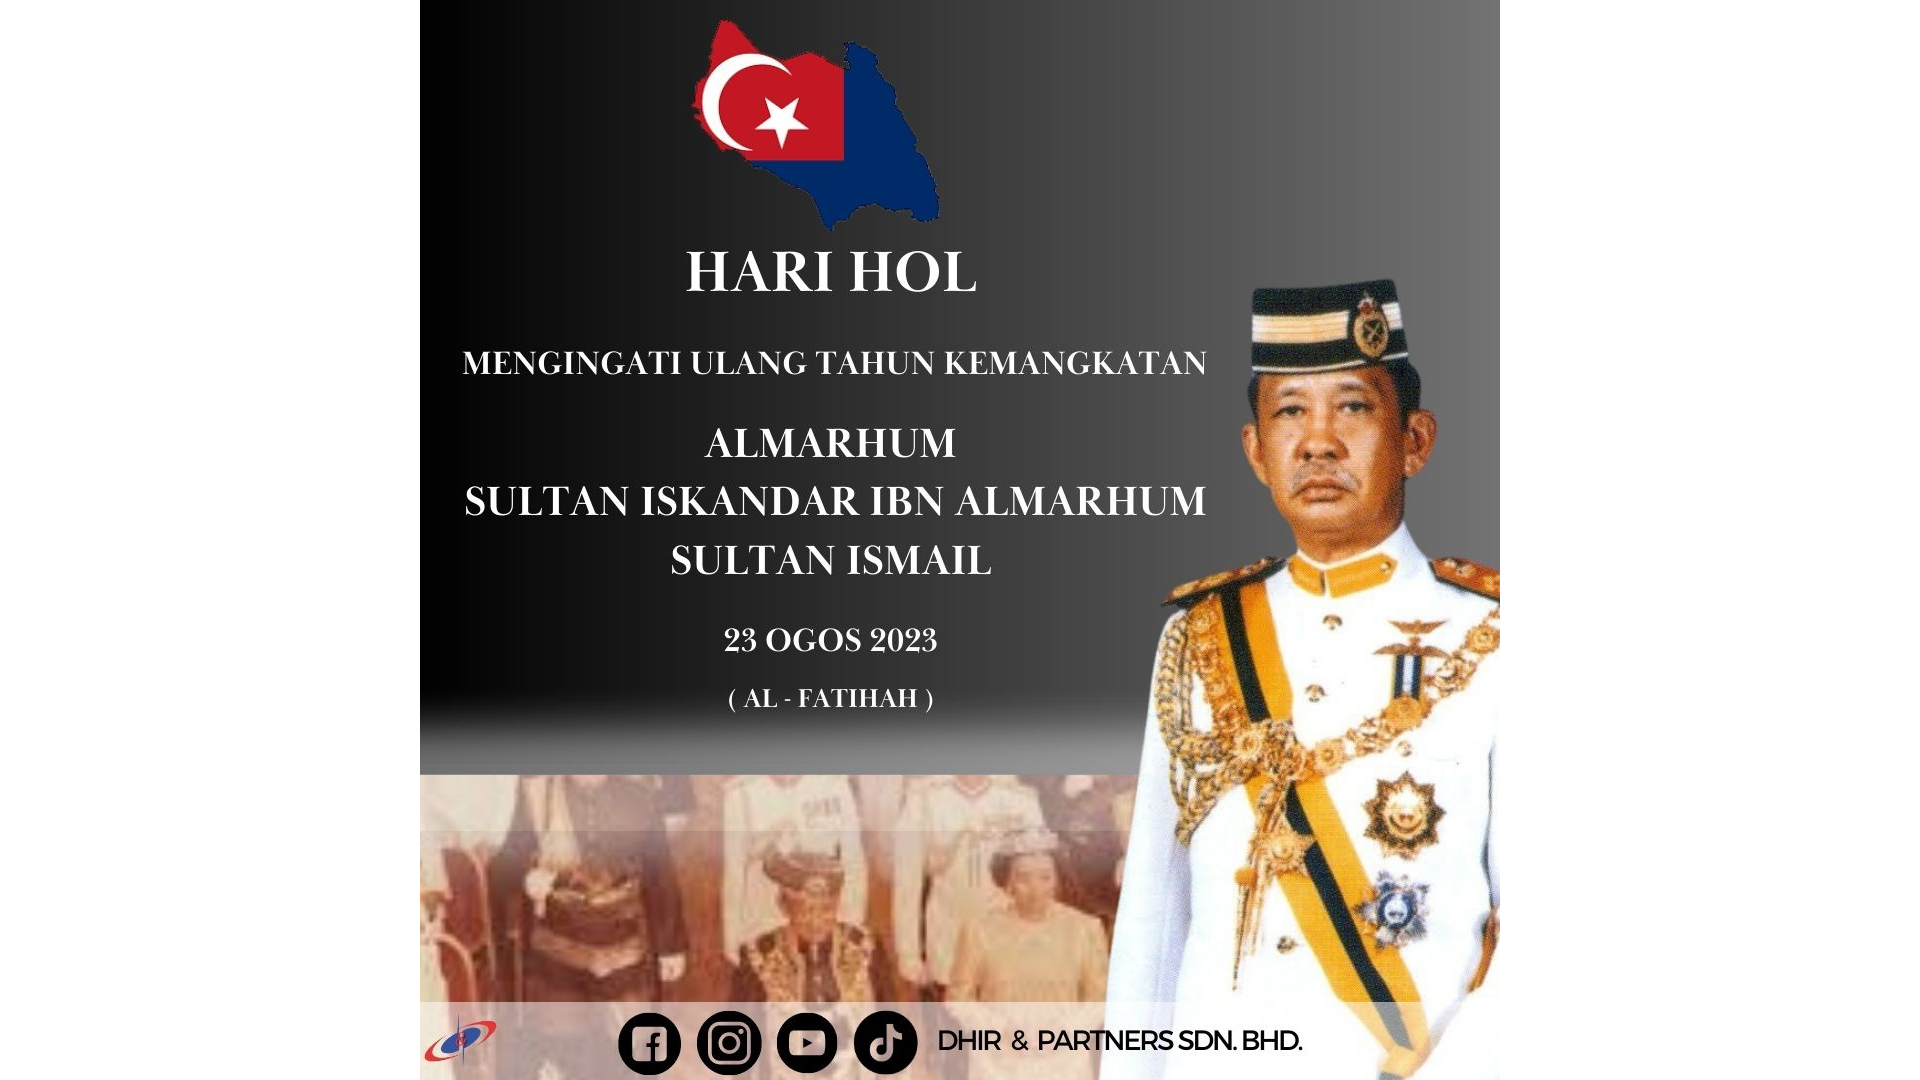 HARI HOL
MENGINGATI ULANG TAHUN KEMANGKATAN
ALMARHUM
SULTAN ISKANDAR IBN ALMARHUM
SULTAN ISMAIL
23 OGOS 2023
( AL - FATIHAH )
DHIR & PARTNERS SDN. BHD.